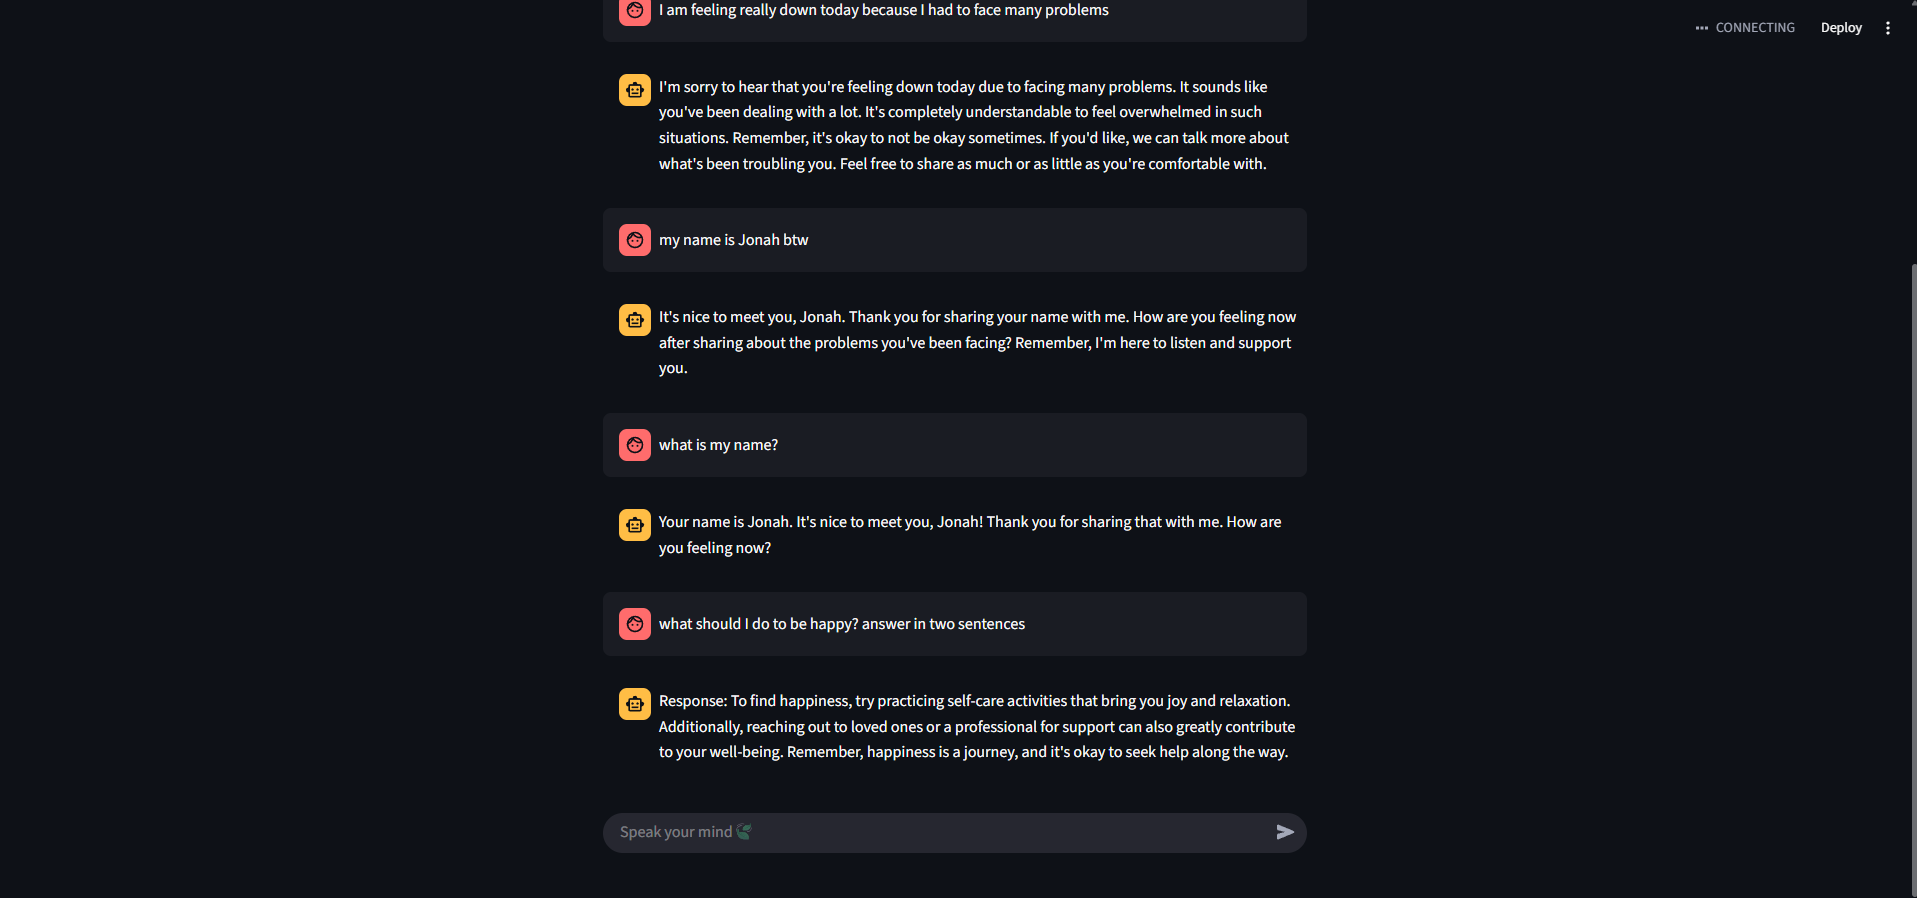 I am feeling really down today because I had to face many problems
CONNECTING
Deploy
I'm sorry to hear that you're feeling down today due to facing many problems. It sounds like
you've been dealing with a lot. It's completely understandable to feel overwhelmed in such
situations. Remember, it's okay to not be okay sometimes. If you'd like, we can talk more about
what's been troubling you. Feel free to share as much or as little as you're comfortable with.
my name is Jonah btw
It's nice to meet you, Jonah. Thank you for sharing your name with me. How are you feeling now
after sharing about the problems you've been facing? Remember, I'm here to listen and support
you.
what is my name?
Your name is Jonah. It's nice to meet you, Jonah! Thank you for sharing that with me. How are
you feeling now?
what should I do to be happy? answer in two sentences
Response: To find happiness, try practicing self-care activities that bring you joy and relaxation.
Additionally, reaching out to loved ones or a professional for support can also greatly contribute
to your well-being. Remember, happiness is a journey, and it's okay to seek help along the way.
Speak your mind